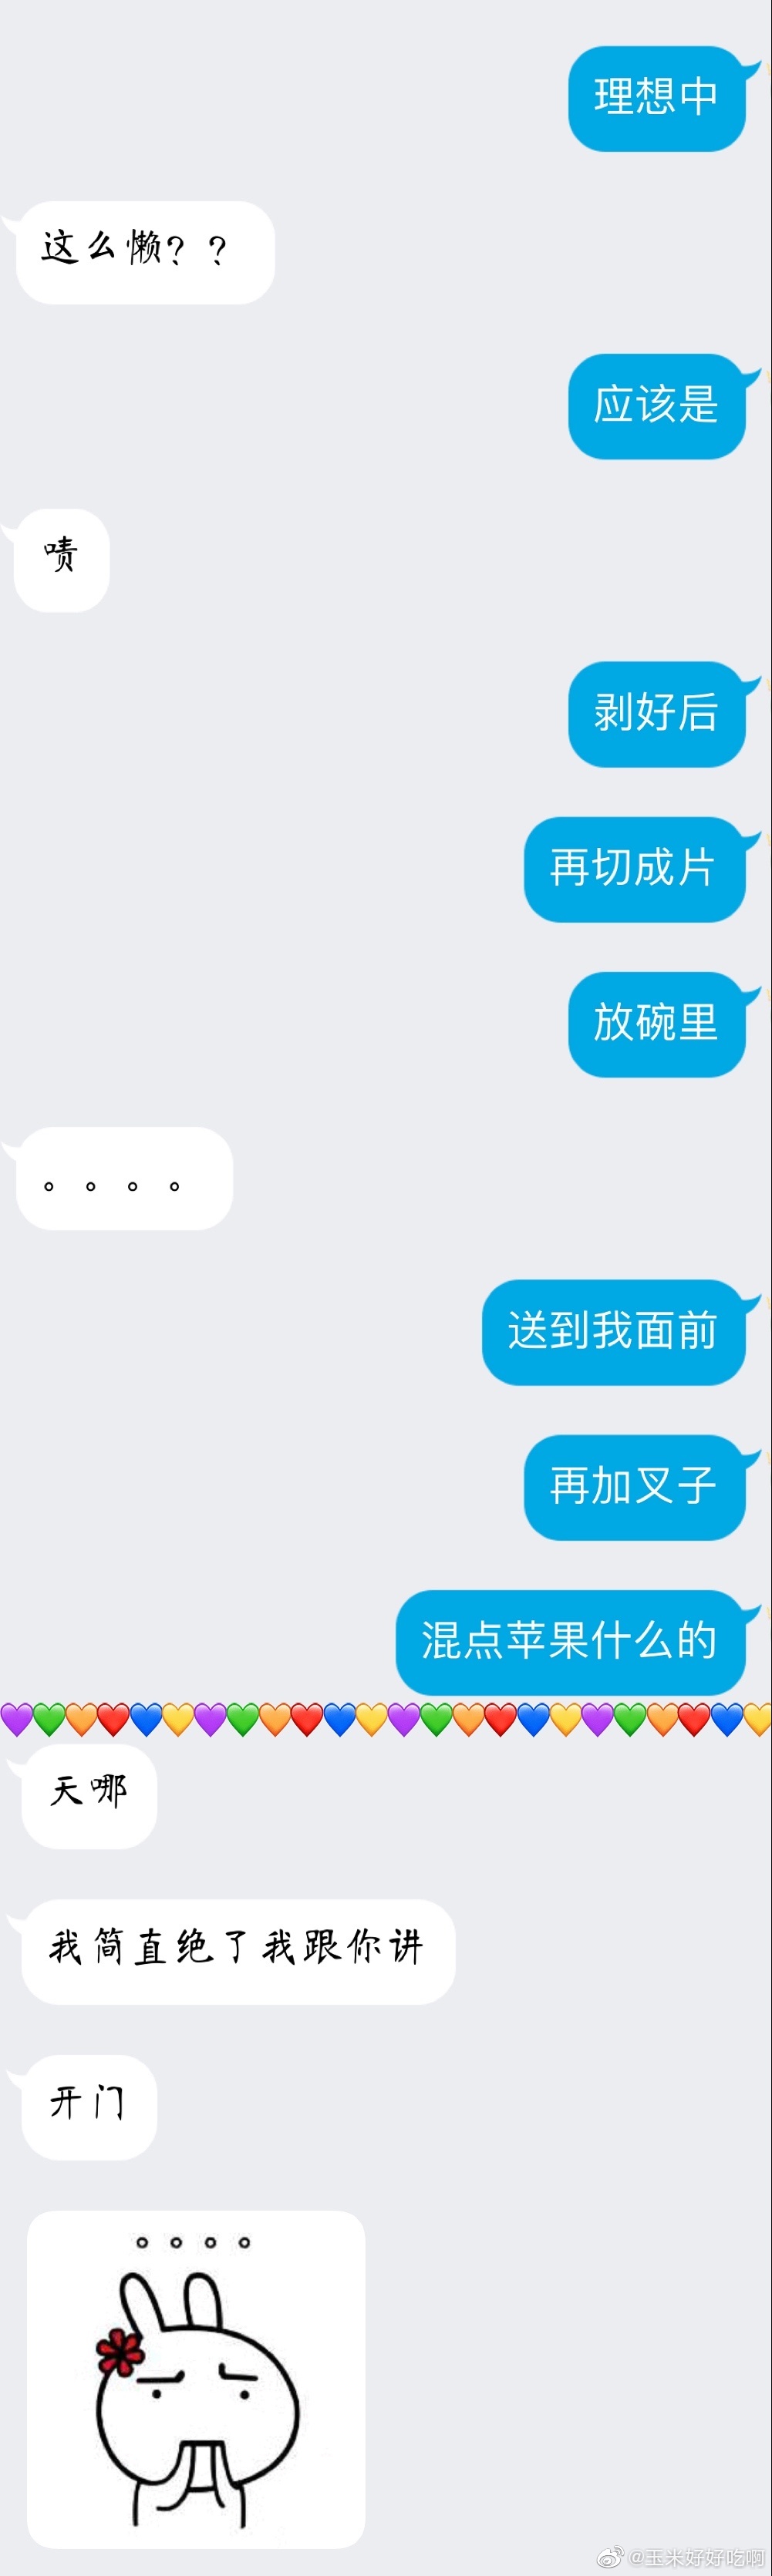 理想中
这么懒？？
应该是
啧
剥好后
再切成片
放碗里
。。。。
送到我面前
再加叉子
混点苹果什么的
天哪
我简直绝了我跟你讲
开门
。。。。
@玉米好好吃啊